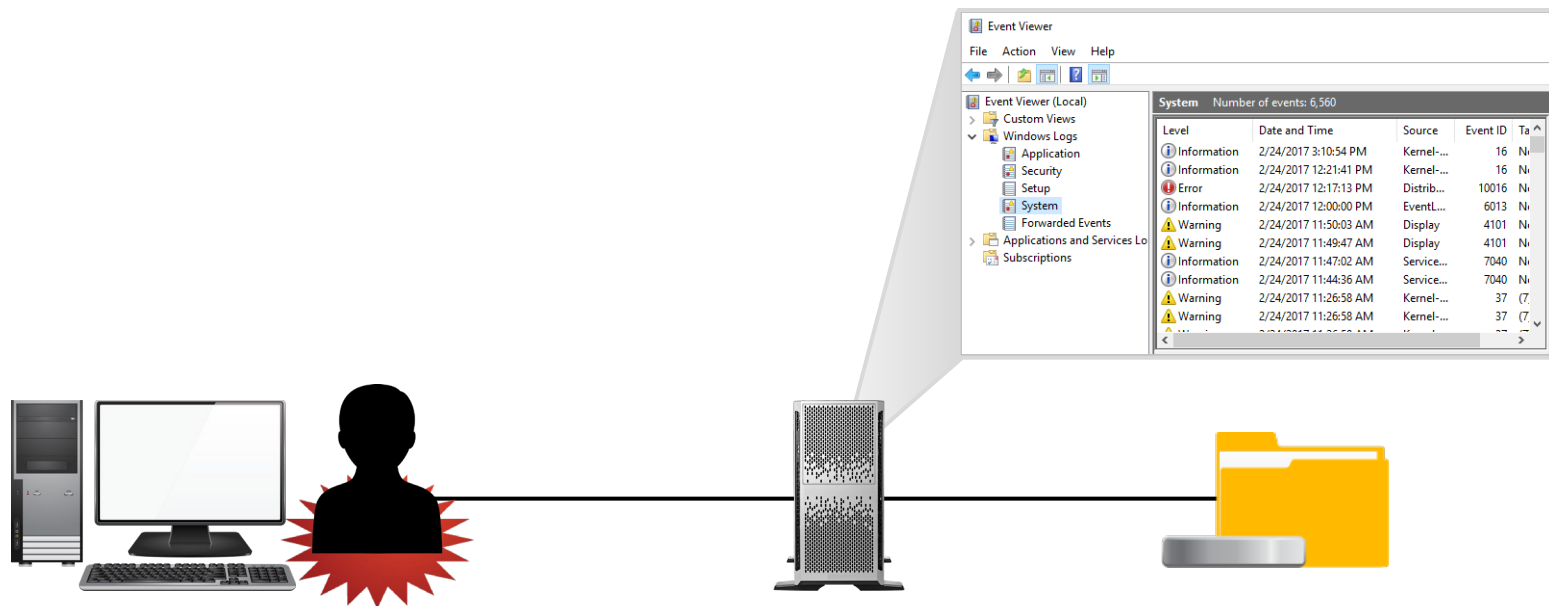 Event Viewer
File Action View Help
Event Viewer (Local)
Custom Views
Windows Logs
Application
Security
Setup
System
Forwarded Events
Applications and Services Lo
Subscriptions
System Number of events: 6,560
Level Date and Time Source Event ID Ta
Information 2/24/2017 3:10:54 PM Kernel-... 16 N
Information 2/24/2017 12:21:41 PM Kernel-... 16 N
Error 2/24/2017 12:17:13 PM Distrib... 10016 N
Information 2/24/2017 12:00:00 PM EventL... 6013 N
Warning 2/24/2017 11:50:03 AM Display 4101 N
Warning 2/24/2017 11:49:47 AM Display 4101 N
Information 2/24/2017 11:47:02 AM Service... 7040 N
Information 2/24/2017 11:44:36 AM Service... 7040 N
Warning 2/24/2017 11:26:58 AM Kernel-... 37 (7
Warning 2/24/2017 11:26:58 AM Kernel-... 37 (7